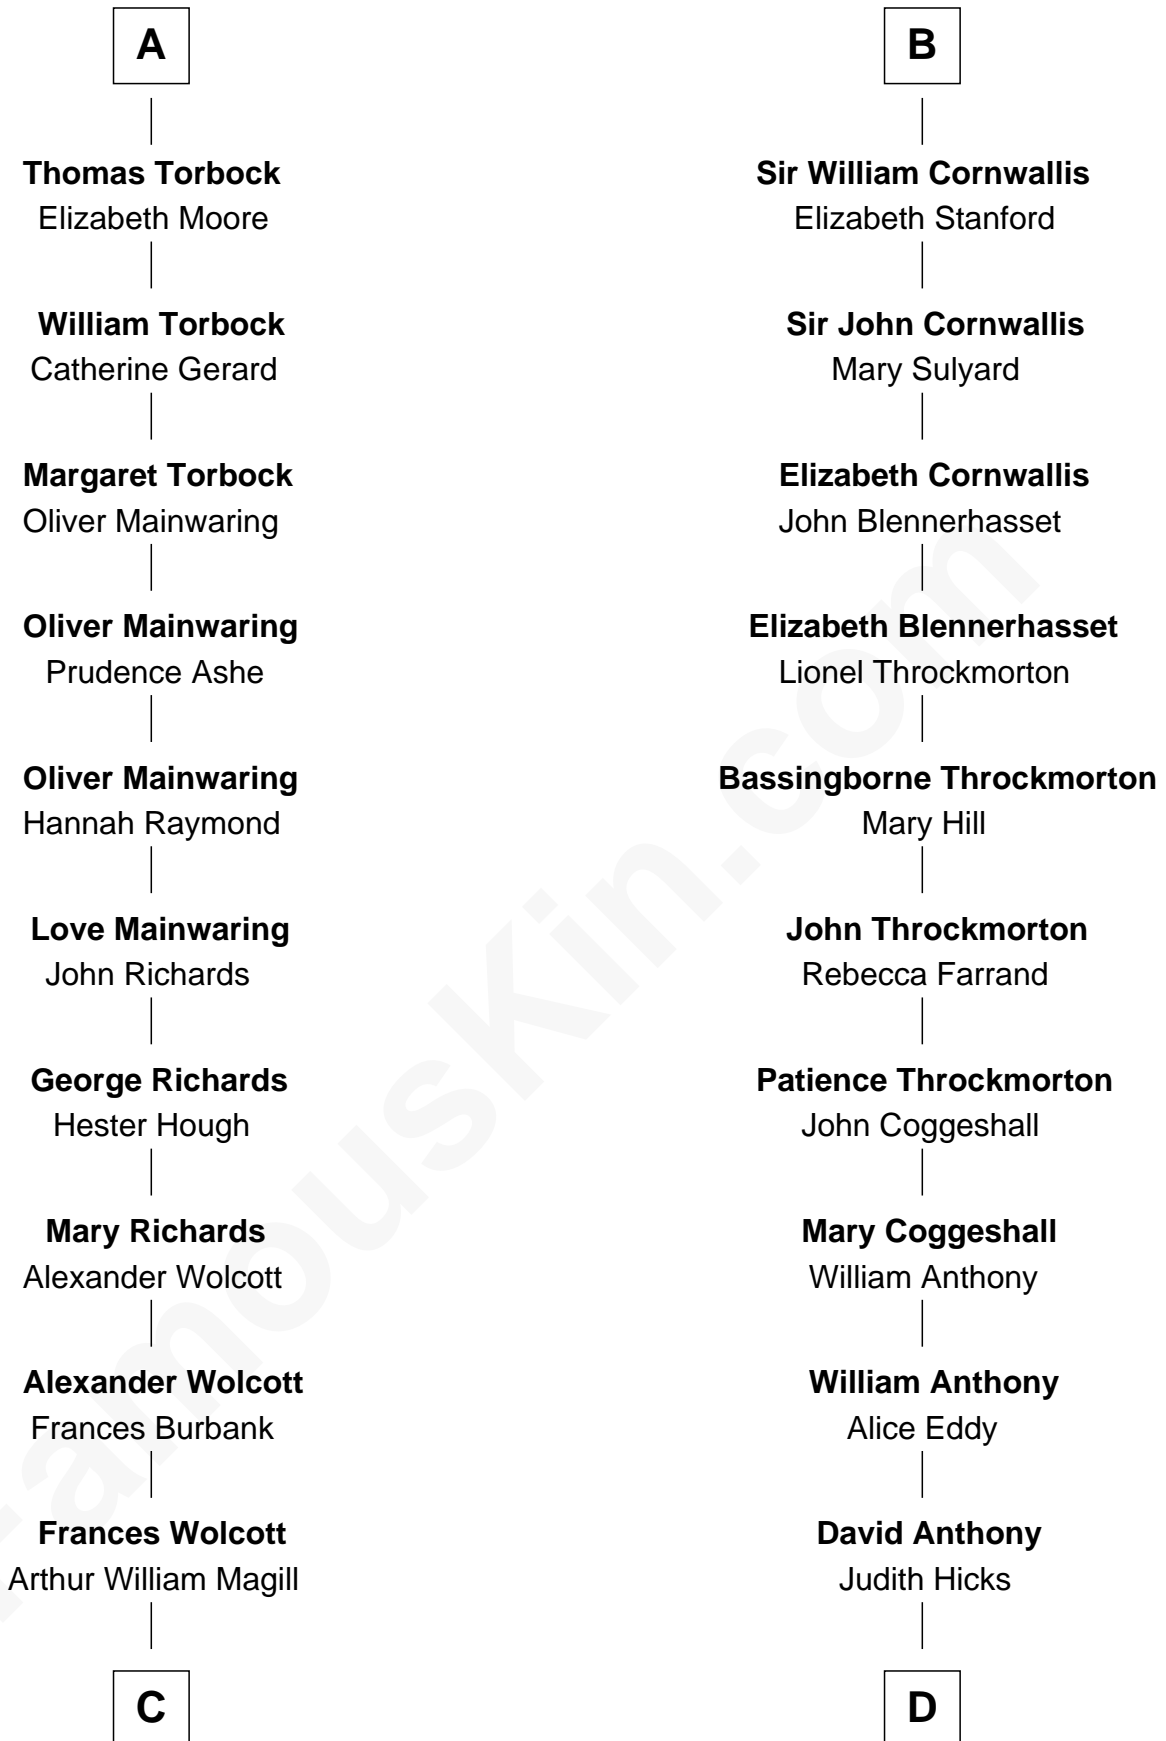 A
Thomas Torbock
Elizabeth Moore
William Torbock
Catherine Gerard
Margaret Torbock
Oliver Mainwaring
Oliver Mainwaring
Prudence Ashe
Oliver Mainwaring
Hannah Raymond
Love Mainwaring
John Richards
George Richards
Hester Hough
Mary Richards
Alexander Wolcott
Alexander Wolcott
Frances Burbank
Frances Wolcott
Arthur William Magill
C
B
Sir William Cornwallis
Elizabeth Stanford
Sir John Cornwallis
Mary Sulyard
Elizabeth Cornwallis
John Blennerhasset
Elizabeth Blennerhasset
Lionel Throckmorton
Bassingborne Throckmorton
Mary Hill
John Throckmorton
Rebecca Farrand
Patience Throckmorton
John Coggeshall
Mary Coggeshall
William Anthony
William Anthony
Alice Eddy
David Anthony
Judith Hicks
D
FamousKin.com